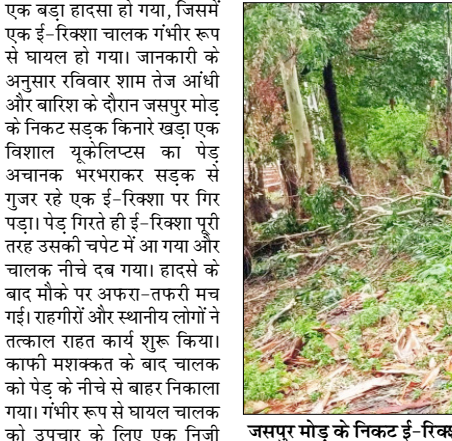 एक बड़ा हादसा हो गया, जिसमें
एक ई-रिक्शा चालक गंभीर रूप
से घायल हो गया। जानकारी के
अनुसार रविवार शाम तेज आंधी
और बारिश के दौरान जसपुर मोड़
के निकट सड़क किनारे खड़ा एक
विशाल यूकेलिप्टस का पेड़
अचानक भरभराकर सड़क से
गुजर रहे एक ई-रिक्शा पर गिर
पड़ा। पेड़ गिरते ही ई-रिक्शा पूरी
तरह उसकी चपेट में आ गया और
चालक नीचे दब गया। हादसे के
बाद मौके पर अफरा-तफरी मच
गई। राहगीरों और स्थानीय लोगों ने
तत्काल राहत कार्य शुरू किया।
काफी मशक्कत के बाद चालक
को पेड़ के नीचे से बाहर निकाला
गया। गंभीर रूप से घायल चालक
को उपचार के लिए एक निजी
जसपुर मोड़ के निकट ई-रिक्श